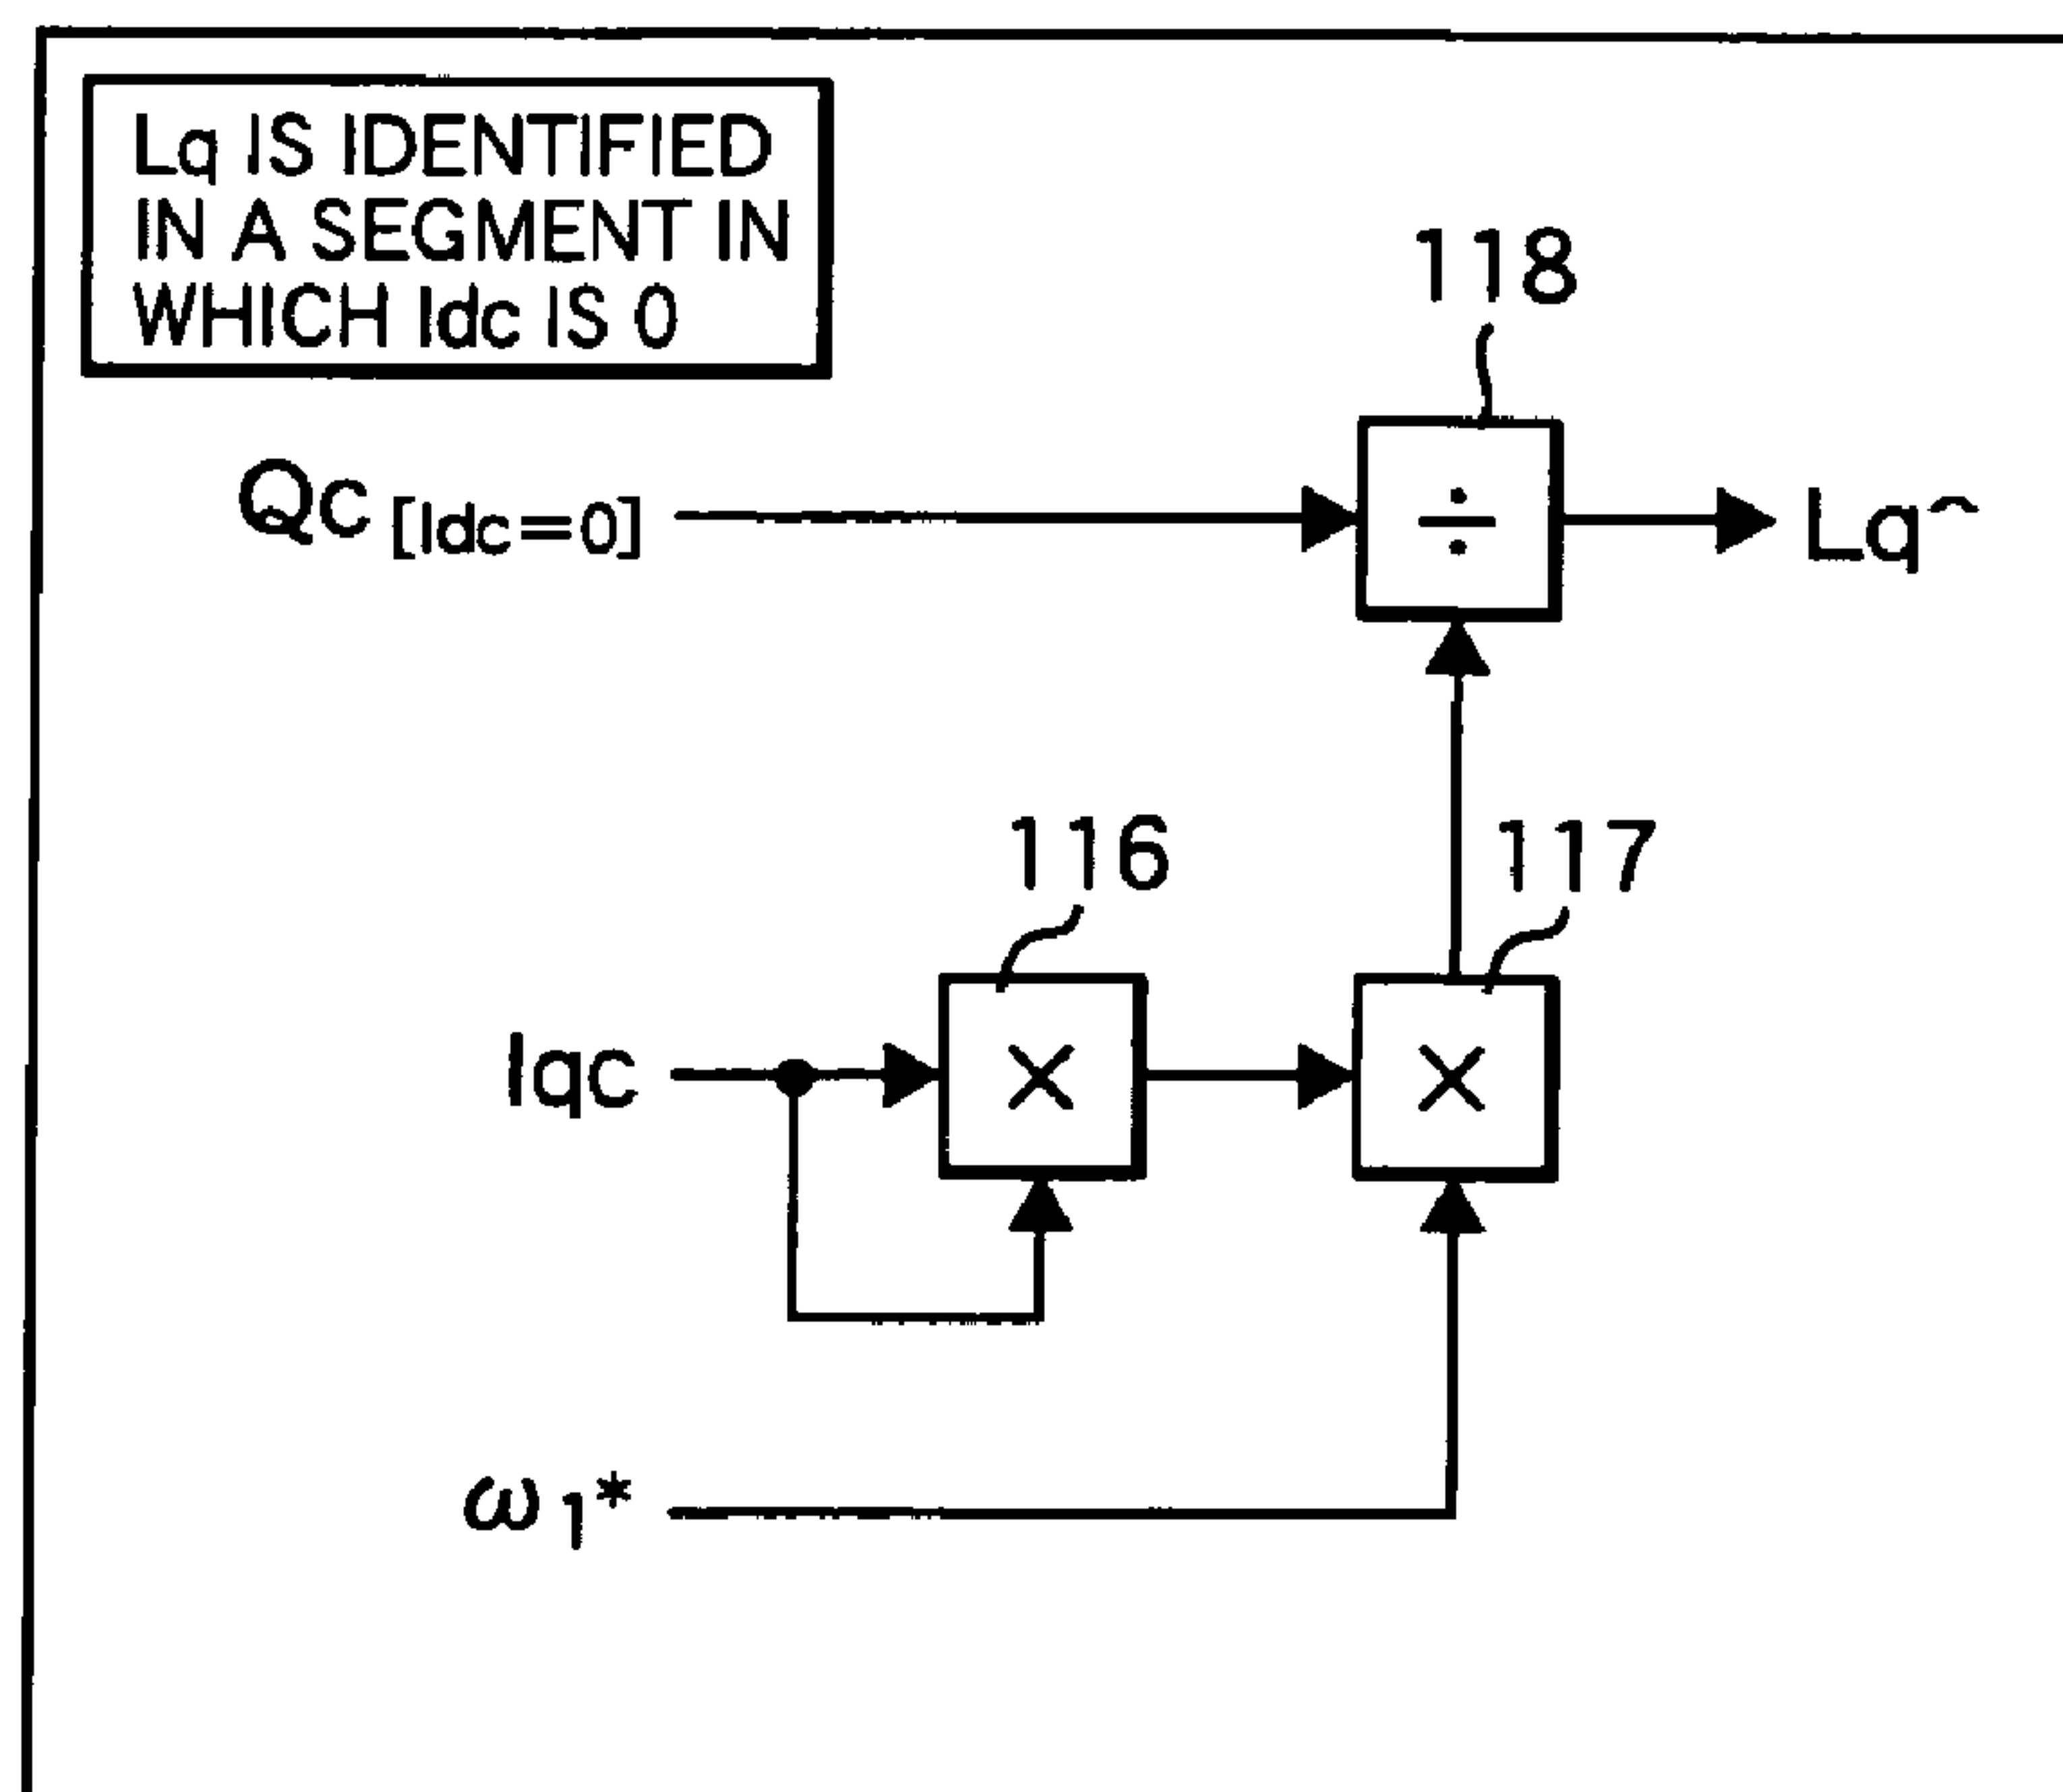 Lq IS IDENTIFIED
IN A SEGMENT IN
WHICH Idc IS 0
118
Qc [Idc=0]
÷
Lq^
116
117
Iqc
×
×
ω1*